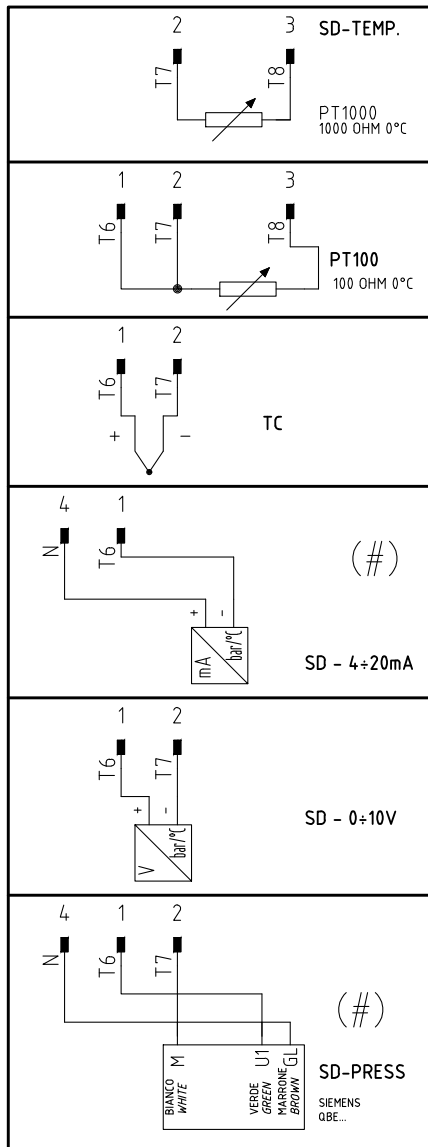 2 3 SD-TEMP.
T7 T8
PT1000
1000 OHM 0°C
1 2 3
T6 T7 T8
PT100
100 OHM 0°C
1 2
T6 T7
+ -
TC
4 1
N T6
(#)
+ -
mA bar/°C
SD - 4÷20mA
1 2
T6 T7
+ -
V bar/°C
SD - 0÷10V
4 1 2
N T6 T7
(#)
M U1 GL
BIANCO VERDE MARRONE
WHITE GREEN BROWN
SD-PRESS
SIEMENS
QBE...